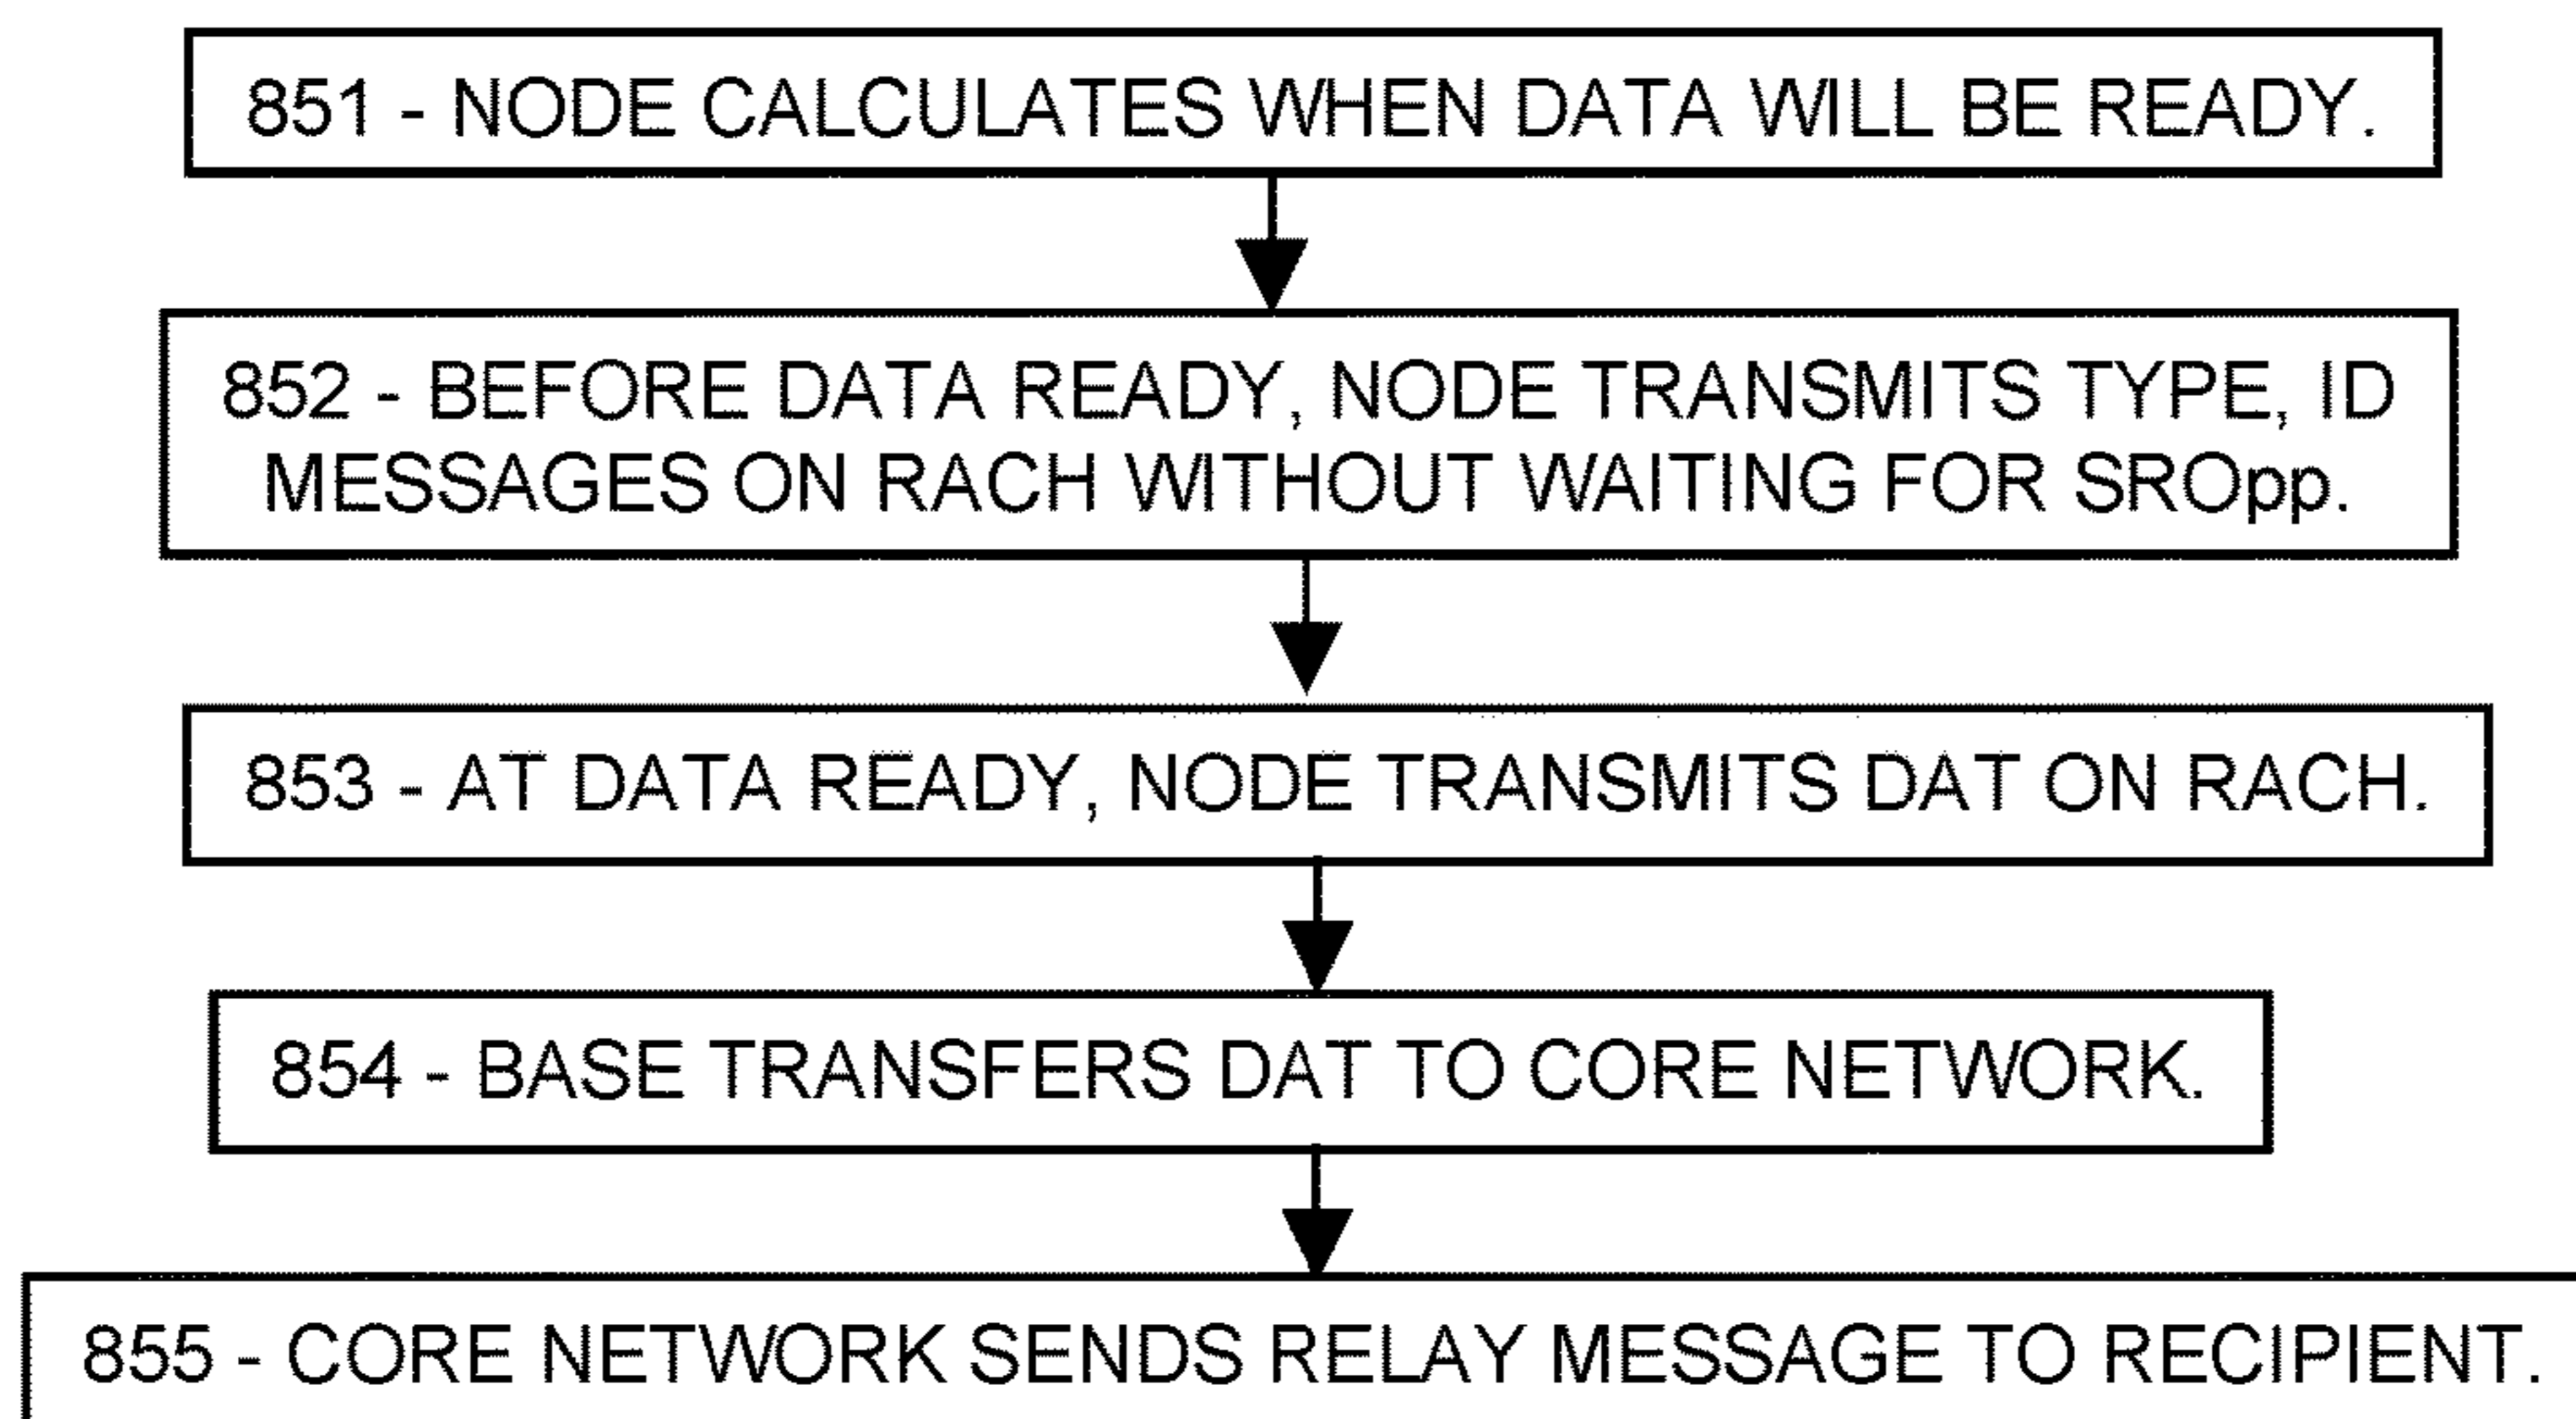 851 - NODE CALCULATES WHEN DATA WILL BE READY.
852 - BEFORE DATA READY, NODE TRANSMITS TYPE, ID
MESSAGES ON RACH WITHOUT WAITING FOR SROpp.
853 - AT DATA READY, NODE TRANSMITS DAT ON RACH.
854 - BASE TRANSFERS DAT TO CORE NETWORK.
855 - CORE NETWORK SENDS RELAY MESSAGE TO RECIPIENT.